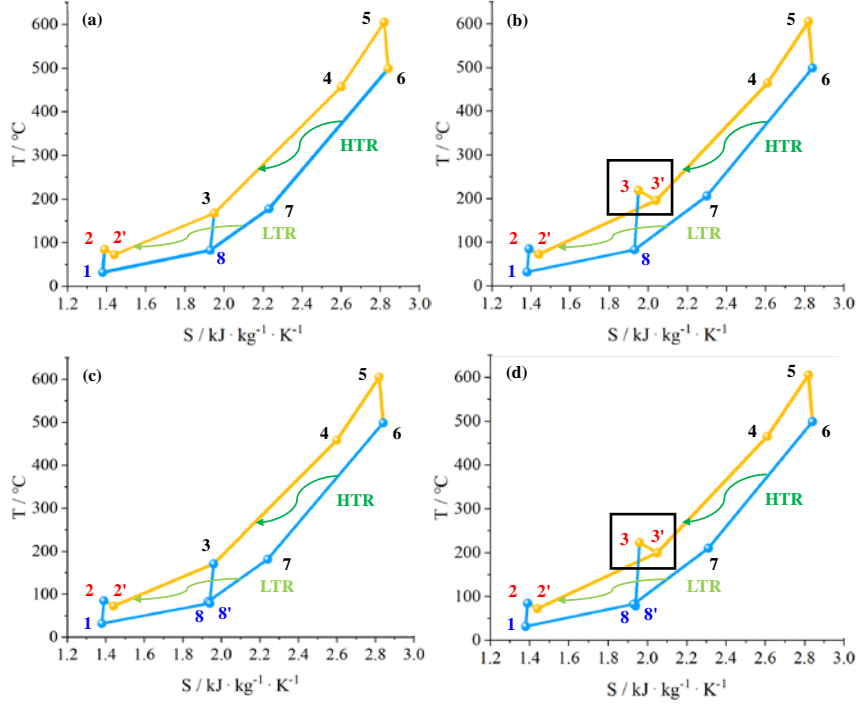 (a)
600
500
400
300
200
100
0
T / °C
1.2 1.4 1.6 1.8 2.0 2.2 2.4 2.6 2.8 3.0
S / kJ · kg⁻¹ · K⁻¹
1
2
2'
3
4
5
6
7
8
HTR
LTR
(b)
600
500
400
300
200
100
0
T / °C
1.2 1.4 1.6 1.8 2.0 2.2 2.4 2.6 2.8 3.0
S / kJ · kg⁻¹ · K⁻¹
1
2
2'
3
3'
4
5
6
7
8
HTR
LTR
(c)
600
500
400
300
200
100
0
T / °C
1.2 1.4 1.6 1.8 2.0 2.2 2.4 2.6 2.8 3.0
S / kJ · kg⁻¹ · K⁻¹
1
2
2'
3
4
5
6
7
8
8'
HTR
LTR
(d)
600
500
400
300
200
100
0
T / °C
1.2 1.4 1.6 1.8 2.0 2.2 2.4 2.6 2.8 3.0
S / kJ · kg⁻¹ · K⁻¹
1
2
2'
3
3'
4
5
6
7
8
8'
HTR
LTR